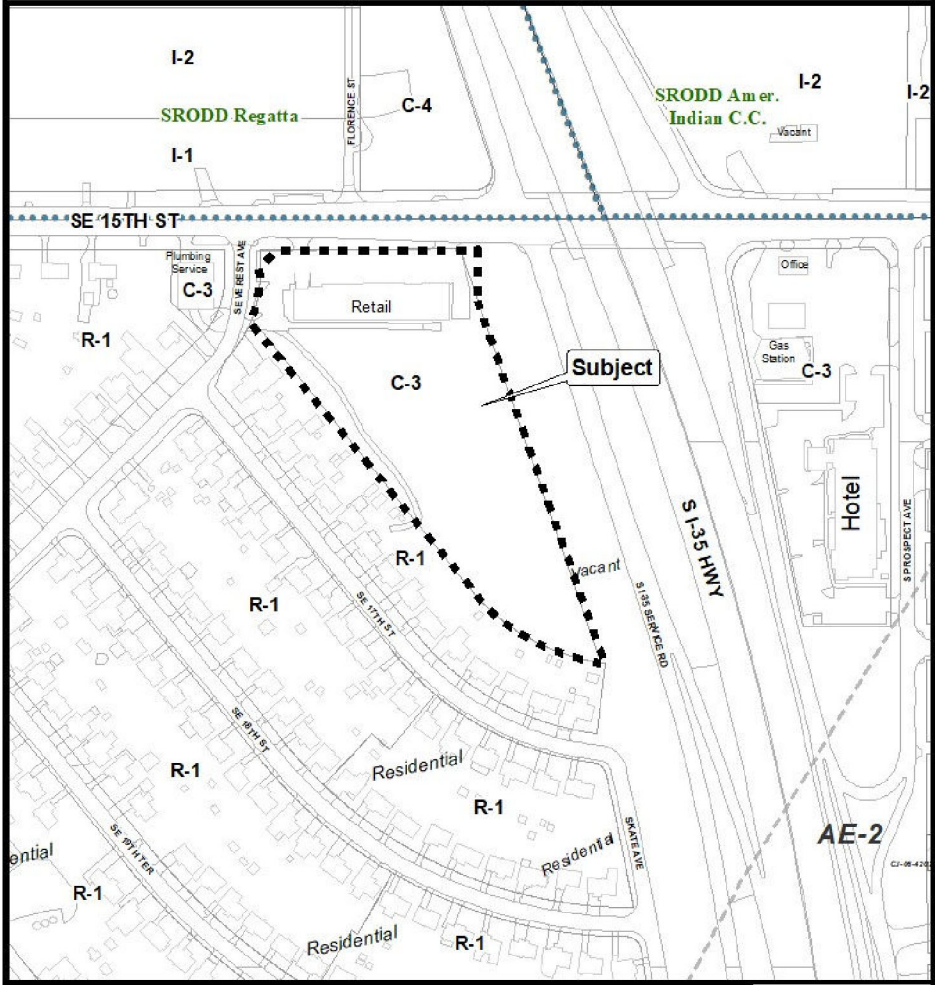 I-2
I-2
I-2
SRODD Amer.
Indian C.C.
FLORENCE ST
C-4
SRODD Regatta
Vacant
I-1
SE 15TH ST
Plumbing
Service
SEVEREST AVE
Office
C-3
Retail
R-1
Gas
Station
Subject
C-3
C-3
Hotel
S I-35 HWY
S PROSPECT AVE
R-1
Vacant
R-1
SE 17TH ST
S I-35 SERVICE RD
SE 18TH ST
Residential
R-1
R-1
SKATE AVE
AE-2
SE 19TH TER
Residential
ential
R-1
Residential
R-1